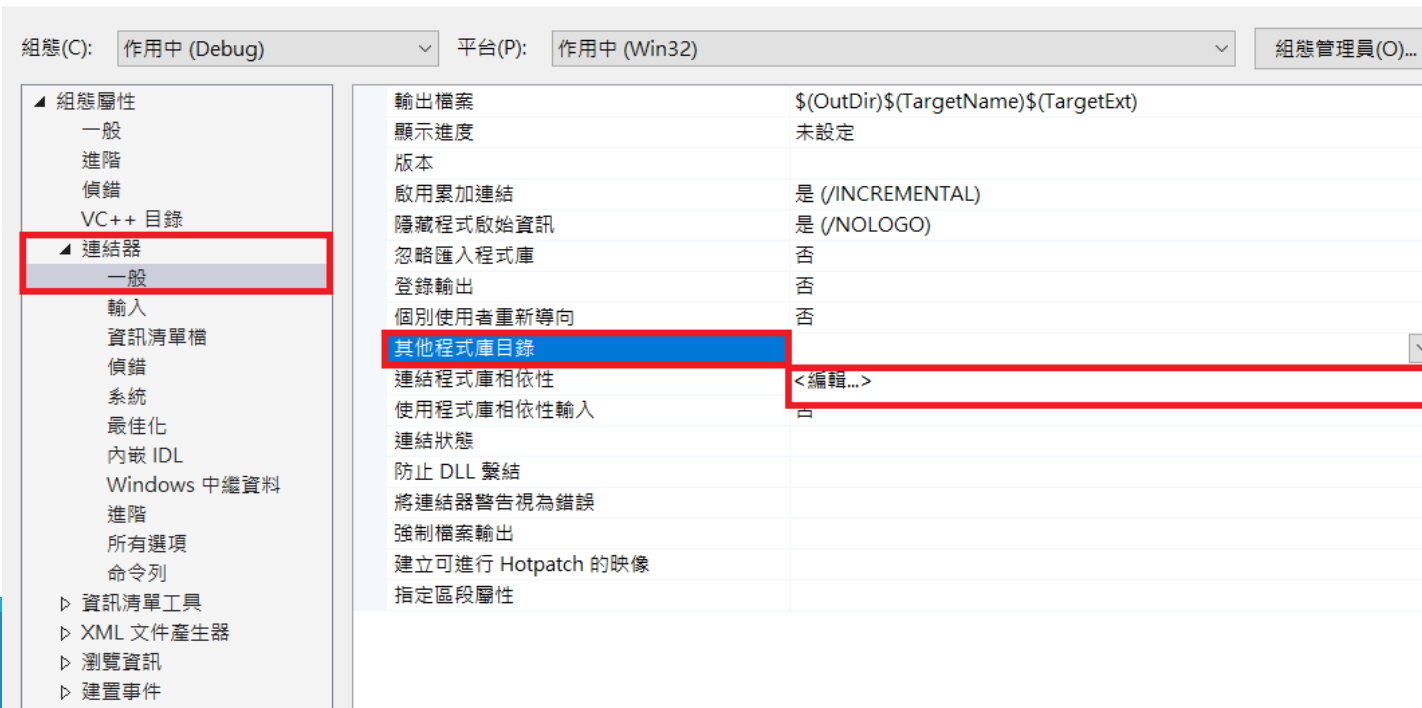 組態(C): 作用中 (Debug) 平台(P): 作用中 (Win32) 組態管理員(O)...
組態屬性
一般
進階
偵錯
VC++ 目錄
連結器
一般
輸入
資訊清單檔
偵錯
系統
最佳化
內嵌 IDL
Windows 中繼資料
進階
所有選項
命令列
資訊清單工具
XML 文件產生器
瀏覽資訊
建置事件
輸出檔案 $(OutDir)$(TargetName)$(TargetExt)
顯示進度 未設定
版本
啟用累加連結 是 (/INCREMENTAL)
隱藏程式啟始資訊 是 (/NOLOGO)
忽略匯入程式庫 否
登錄輸出 否
個別使用者重新導向 否
其他程式庫目錄
連結程式庫相依性 <編輯...>
使用程式庫相依性輸入 否
連結狀態
防止 DLL 繫結
將連結器警告視為錯誤
強制檔案輸出
建立可進行 Hotpatch 的映像
指定區段屬性